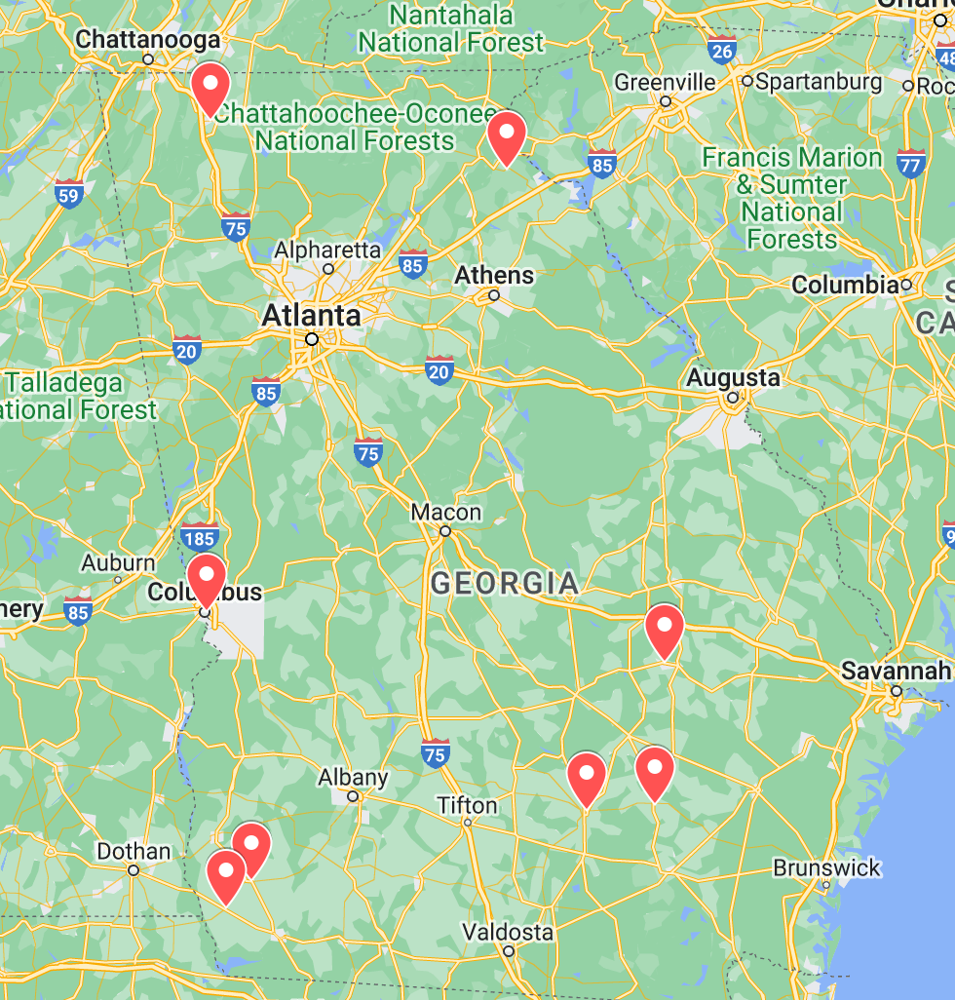 Nantahala
National Forest
Chattanooga
26
48
Greenville
Spartanburg
Chattahoochee-Oconee
National Forests
85
Francis Marion
& Sumter
National
Forests
77
59
75
Alpharetta
85
Athens
Columbia
Atlanta
20
20
Talladega
85
Augusta
75
Macon
185
Auburn
GEORGIA
Columbus
85
Savannah
75
Albany
Tifton
Dothan
Brunswick
Valdosta